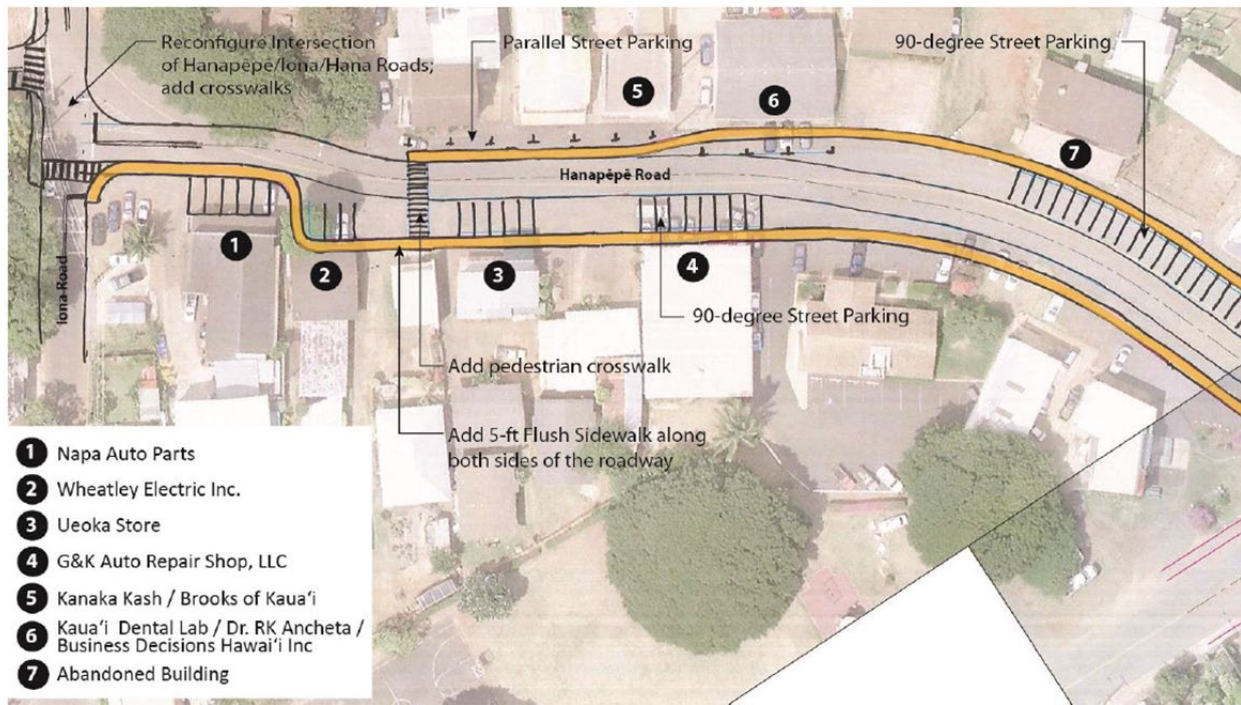 Reconfigure Intersection
of Hanapēpē/Iona/Hana Roads;
add crosswalks
Parallel Street Parking
90-degree Street Parking
5
6
7
Hanapēpē Road
1
2
3
4
Iona Road
90-degree Street Parking
Add pedestrian crosswalk
Add 5-ft Flush Sidewalk along
both sides of the roadway
1 Napa Auto Parts
2 Wheatley Electric Inc.
3 Ueoka Store
4 G&K Auto Repair Shop, LLC
5 Kanaka Kash / Brooks of Kauaʻi
6 Kauaʻi Dental Lab / Dr. RK Ancheta /
Business Decisions Hawaiʻi Inc
7 Abandoned Building